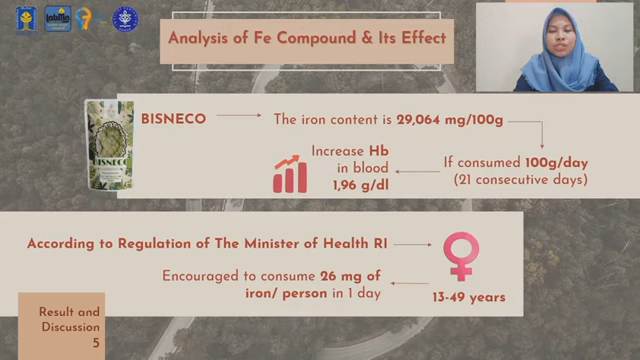 Analysis of Fe Compound & Its Effect
BISNECO
The iron content is 29,064 mg/100g
If consumed 100g/day
(21 consecutive days)
Increase Hb
in blood
1,96 g/dl
BISNECO
According to Regulation of The Minister of Health RI
13-49 years
Encouraged to consume 26 mg of
iron/ person in 1 day
Result and
Discussion
5